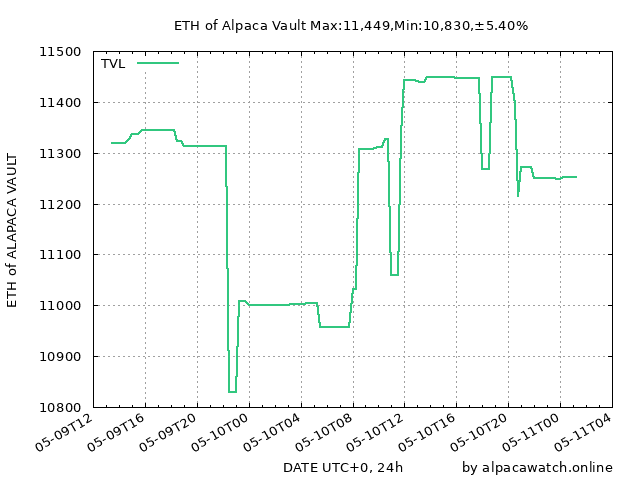 ETH of Alpaca Vault Max:11,449,Min:10,830,±5.40%
TVL
ETH of ALAPACA VAULT
11500
11400
11300
11200
11100
11000
10900
10800
05-09T12
05-09T16
05-09T20
05-10T00
05-10T04
05-10T08
05-10T12
05-10T16
05-10T20
05-11T00
05-11T04
DATE UTC+0, 24h
by alpacawatch.online